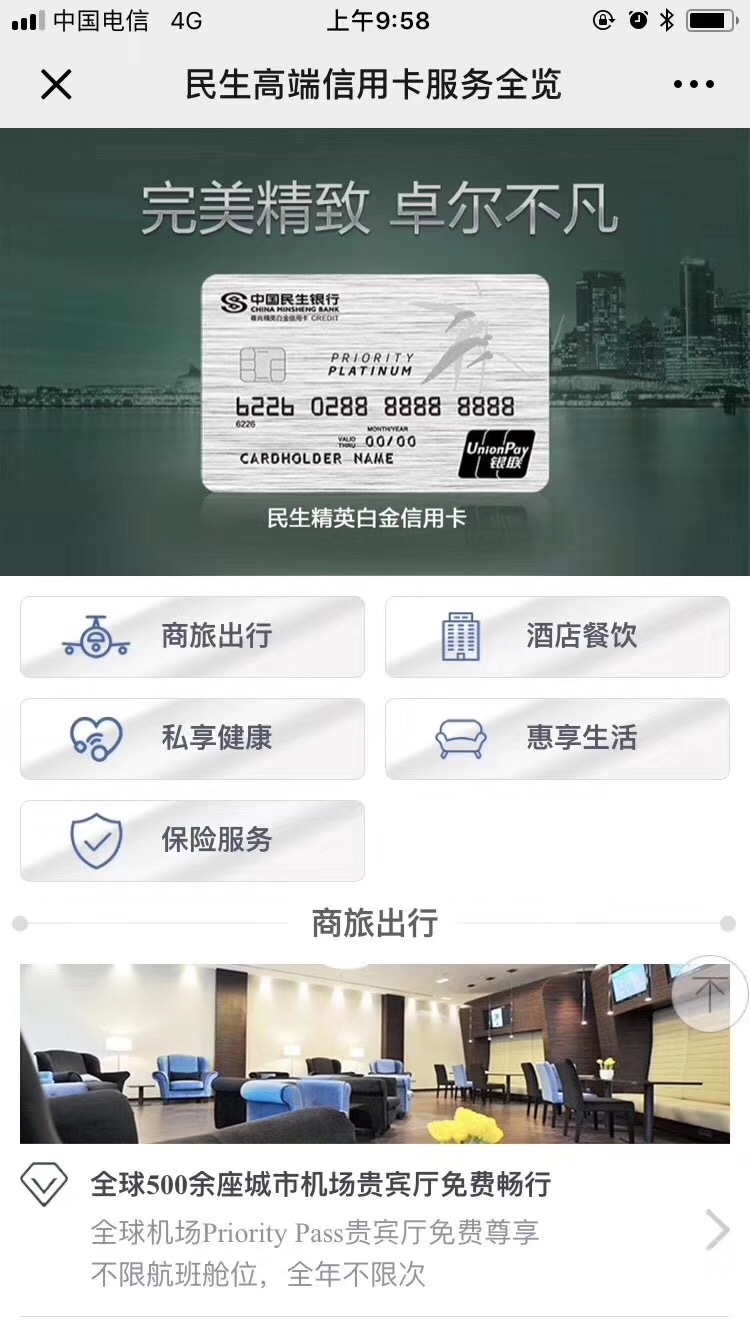 中国电信 4G 上午9:58
民生高端信用卡服务全览
完美精致 卓尔不凡
中国民生银行
CHINA MINSHENG BANK
尊尚精英白金信用卡 CREDIT
PRIORITY
PLATINUM
6226 0288 8888 8888
6226
MONTH/YEAR
VALID THRU 00/00
CARDHOLDER NAME
UnionPay
银联
民生精英白金信用卡
商旅出行
酒店餐饮
私享健康
惠享生活
保险服务
商旅出行
全球500余座城市机场贵宾厅免费畅行
全球机场Priority Pass贵宾厅免费尊享
不限航班舱位，全年不限次